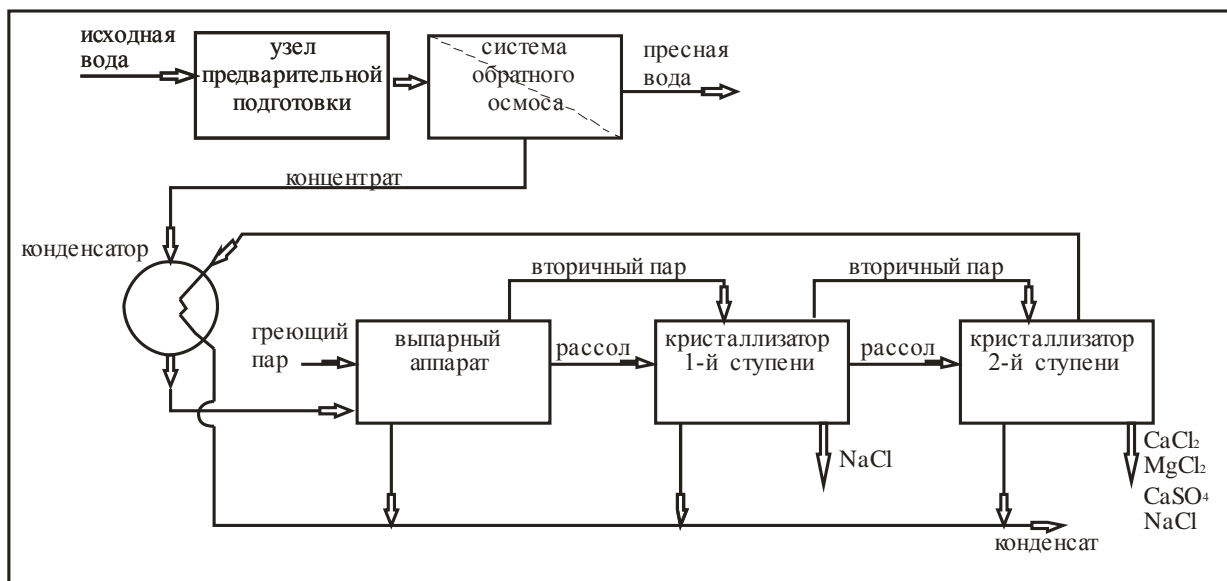 исходная
вода
узел
предварительной
подготовки
система
обратного
осмоса
пресная
вода
концентрат
конденсатор
вторичный пар
вторичный пар
греющий
пар
выпарный
аппарат
рассол
кристаллизатор
1-й ступени
рассол
кристаллизатор
2-й ступени
NaCl
CaCl₂
MgCl₂
CaSO₄
NaCl
конденсат